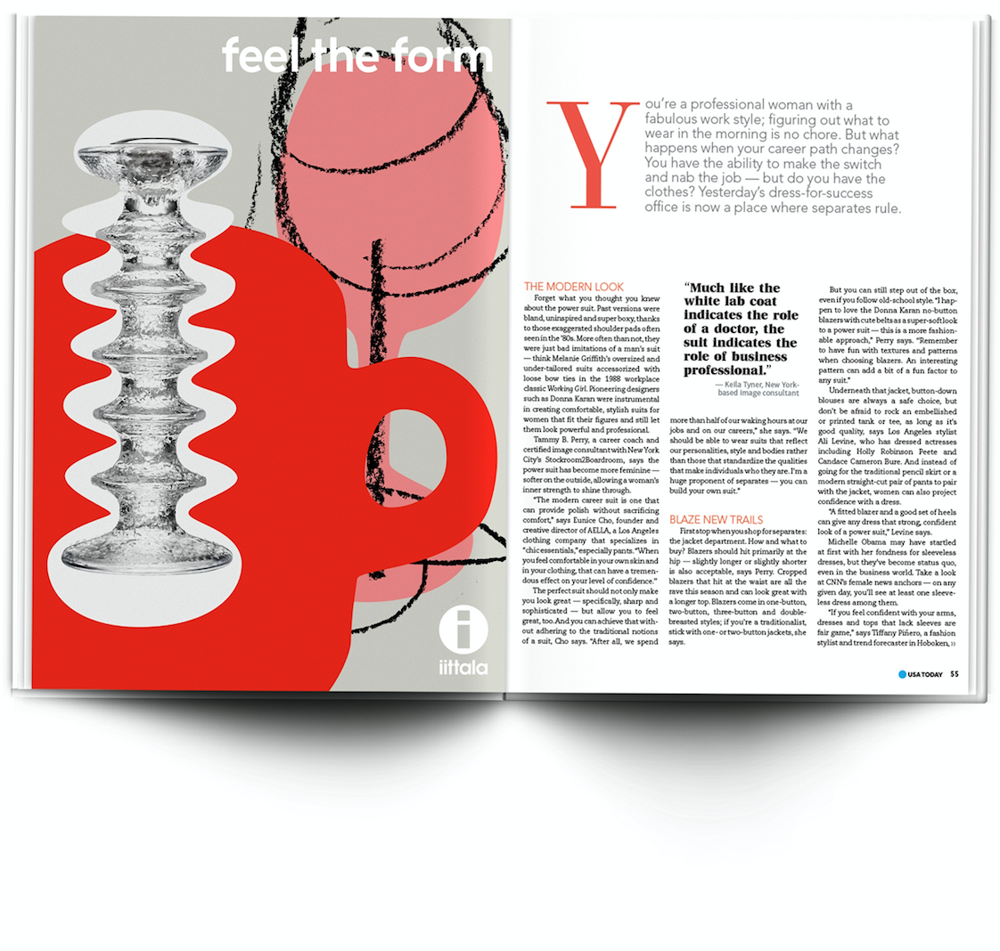 feel the form
iittala
You're a professional woman with a
fabulous work style; figuring out what to
wear in the morning is no chore. But what
happens when your career path changes?
You have the ability to make the switch
and nab the job — but do you have the
clothes? Yesterday's dress-for-success
office is now a place where separates rule.
THE MODERN LOOK
Forget what you thought you knew
about the power suit. Past versions were
bland, uninspired and super boxy, thanks
to those exaggerated shoulder pads often
seen in the '80s. More often than not, they
were just bad imitations of a man's suit
— think Melanie Griffith's oversized and
under-tailored suits accessorized with
loose bow ties in the 1988 workplace
classic Working Girl. Pioneering designers
such as Donna Karan were instrumental
in creating comfortable, stylish suits for
women that fit their figures and still let
them look powerful and professional.
Tammy B. Perry, a career coach and
certified image consultant with New York
City's Stockroom2Boardroom, says the
power suit has become more feminine —
softer on the outside, allowing a woman's
inner strength to shine through.
"The modern career suit is one that
can provide polish without sacrificing
comfort," says Eunice Cho, founder and
creative director of AELLA, a Los Angeles
clothing company that specializes in
"chic essentials," especially pants. "When
you feel comfortable in your own skin and
in your clothing, that can have a tremen-
dous effect on your level of confidence."
The perfect suit should not only make
you look great — specifically, sharp and
sophisticated — but allow you to feel
great, too. And you can achieve that with-
out adhering to the traditional notions
of a suit, Cho says. "After all, we spend
"Much like the
white lab coat
indicates the role
of a doctor, the
suit indicates the
role of business
professional."
— Keila Tyner, New York-
based image consultant
more than half of our waking hours at our
jobs and on our careers," she says. "We
should be able to wear suits that reflect
our personalities, style and bodies rather
than those that standardize the qualities
that make individuals who they are. I'm a
huge proponent of separates — you can
build your own suit."
BLAZE NEW TRAILS
First stop when you shop for separates:
the jacket department. How and what to
buy? Blazers should hit primarily at the
hip — slightly longer or slightly shorter
is also acceptable, says Perry. Cropped
blazers that hit at the waist are all the
rave this season and can look great with
a longer top. Blazers come in one-button,
two-button, three-button and double-
breasted styles; if you're a traditionalist,
stick with one- or two-button jackets, she
says.
But you can still step out of the box,
even if you follow old-school style. "I hap-
pen to love the Donna Karan no-button
blazers with cute belts as a super-soft look
to a power suit — this is a more fashion-
able approach," Perry says. "Remember
to have fun with textures and patterns
when choosing blazers. An interesting
pattern can add a bit of a fun factor to
any suit."
Underneath that jacket, button-down
blouses are always a safe choice, but
don't be afraid to rock an embellished
or printed tank or tee, as long as it's
good quality, says Los Angeles stylist
Ali Levine, who has dressed actresses
including Holly Robinson Peete and
Candace Cameron Bure. And instead of
going for the traditional pencil skirt or a
modern straight-cut pair of pants to pair
with the jacket, women can also project
confidence with a dress.
"A fitted blazer and a good set of heels
can give any dress that strong, confident
look of a power suit," Levine says.
Michelle Obama may have startled
at first with her fondness for sleeveless
dresses, but they've become status quo,
even in the business world. Take a look
at CNN's female news anchors — on any
given day, you'll see at least one sleeve-
less dress among them.
"If you feel confident with your arms,
dresses and tops that lack sleeves are
fair game," says Tiffany Piñero, a fashion
stylist and trend forecaster in Hoboken, »
USA TODAY 55